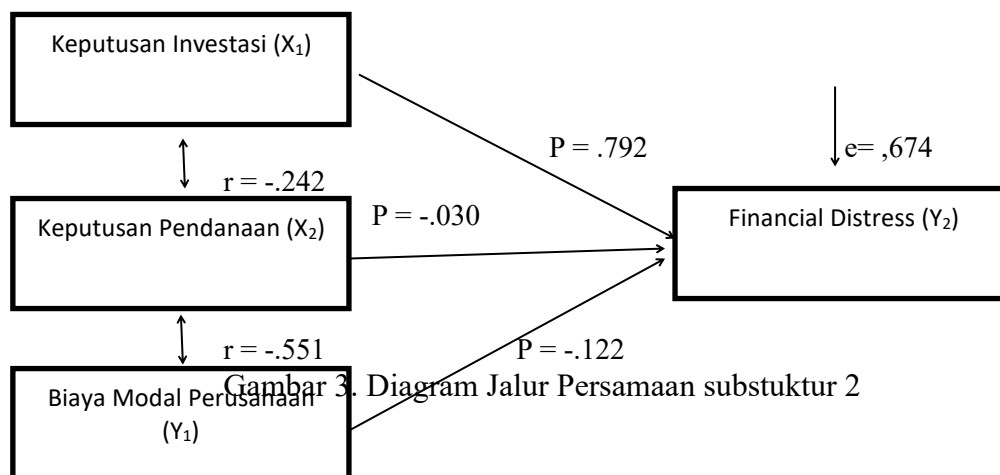 Keputusan Investasi (X₁)
P = .792
e= ,674
r = -.242
Keputusan Pendanaan (X₂)
P = -.030
Financial Distress (Y₂)
r = -.551
P = -.122
Gambar 3. Diagram Jalur Persamaan substuktur 2
Biaya Modal Perusahaan
(Y₁)